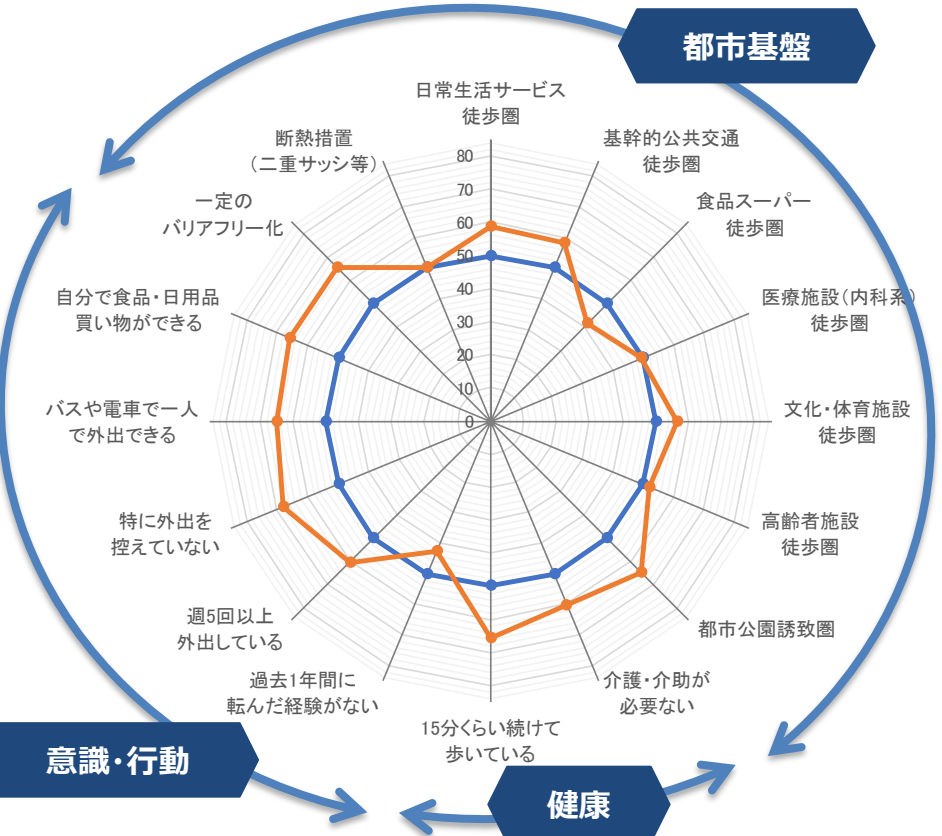 都市基盤
日常生活サービス
徒歩圏
基幹的公共交通
徒歩圏
食品スーパー
徒歩圏
医療施設（内科系）
徒歩圏
文化・体育施設
徒歩圏
高齢者施設
徒歩圏
都市公園誘致圏
介護・介助が
必要ない
15分くらい続けて
歩いている
過去1年間に
転んだ経験がない
週5回以上
外出している
特に外出を
控えていない
バスや電車で一人
で外出できる
自分で食品・日用品
買い物ができる
一定の
バリアフリー化
断熱措置
（二重サッシ等）
80
70
60
50
40
30
20
10
0
意識・行動
健康